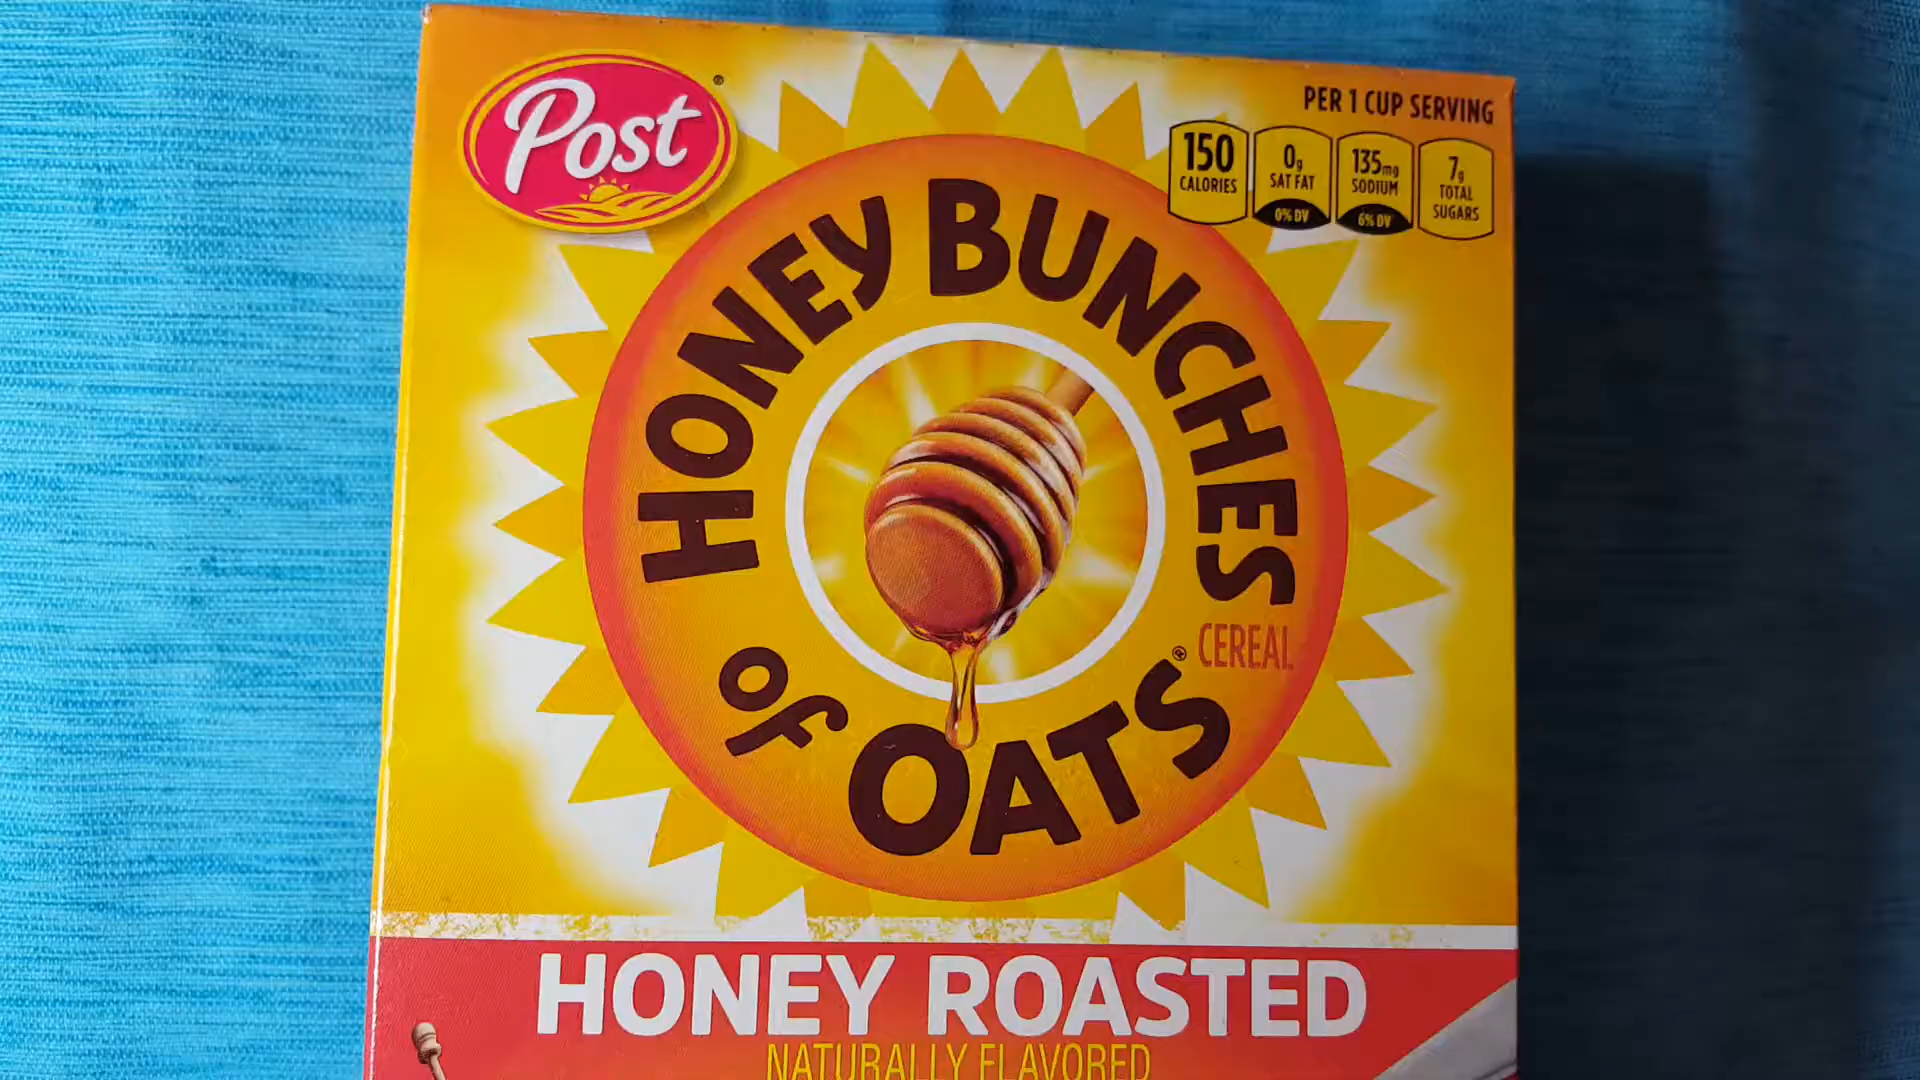 Post®
PER 1 CUP SERVING
150
CALORIES
0g
SAT FAT
0% DV
135mg
SODIUM
6% DV
7g
TOTAL
SUGARS
HONEY BUNCHES
of OATS®
CEREAL
HONEY ROASTED
NATURALLY FLAVORED